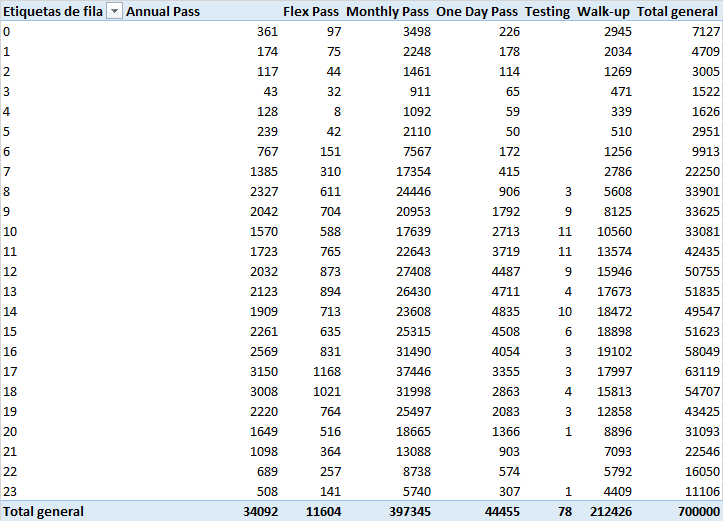 Etiquetas de fila Annual Pass Flex Pass Monthly Pass One Day Pass Testing Walk-up Total general
0 361 97 3498 226 2945 7127
1 174 75 2248 178 2034 4709
2 117 44 1461 114 1269 3005
3 43 32 911 65 471 1522
4 128 8 1092 59 339 1626
5 239 42 2110 50 510 2951
6 767 151 7567 172 1256 9913
7 1385 310 17354 415 2786 22250
8 2327 611 24446 906 3 5608 33901
9 2042 704 20953 1792 9 8125 33625
10 1570 588 17639 2713 11 10560 33081
11 1723 765 22643 3719 11 13574 42435
12 2032 873 27408 4487 9 15946 50755
13 2123 894 26430 4711 4 17673 51835
14 1909 713 23608 4835 10 18472 49547
15 2261 635 25315 4508 6 18898 51623
16 2569 831 31490 4054 3 19102 58049
17 3150 1168 37446 3355 3 17997 63119
18 3008 1021 31998 2863 4 15813 54707
19 2220 764 25497 2083 3 12858 43425
20 1649 516 18665 1366 1 8896 31093
21 1098 364 13088 903 7093 22546
22 689 257 8738 574 5792 16050
23 508 141 5740 307 1 4409 11106
Total general 34092 11604 397345 44455 78 212426 700000